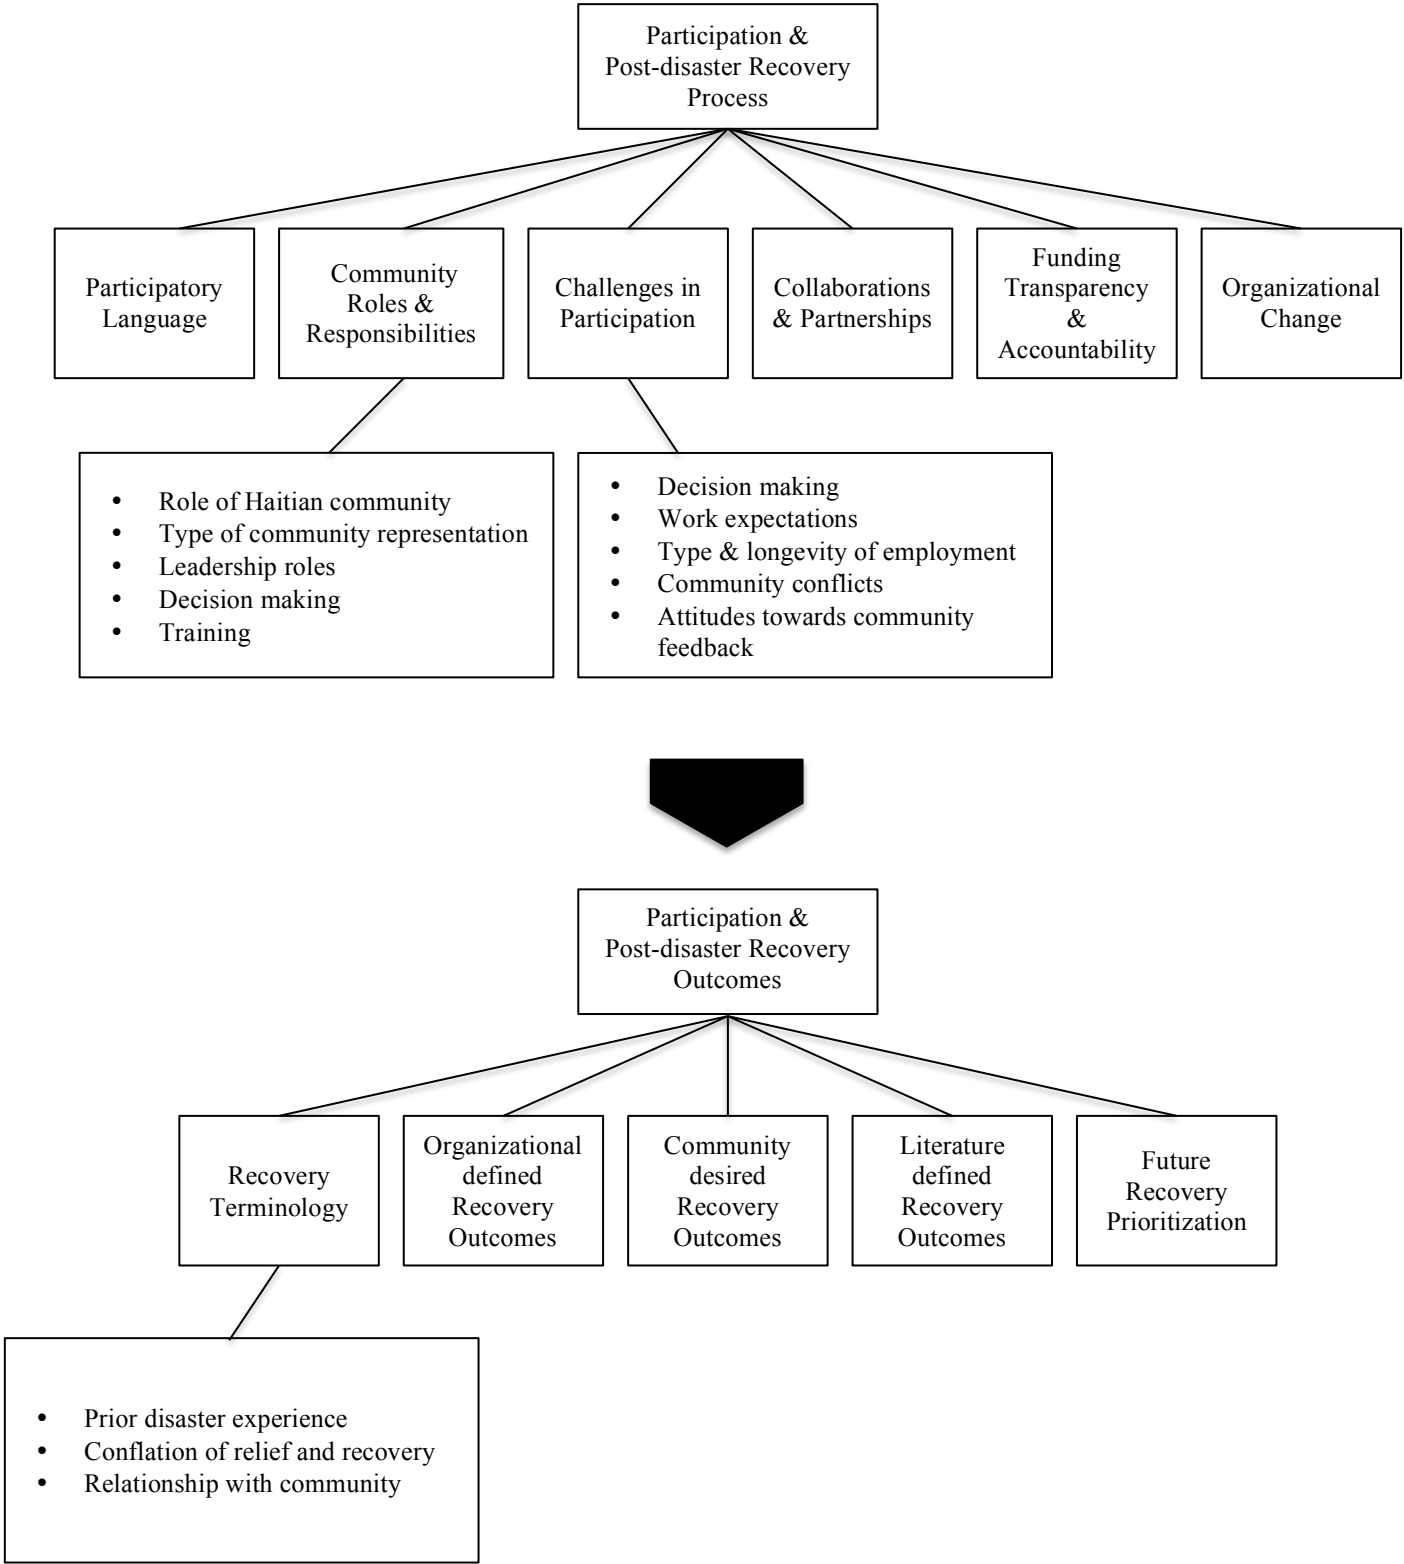 Participation &
Post-disaster Recovery
Process
Participatory
Language
Community
Roles &
Responsibilities
Challenges in
Participation
Collaborations
& Partnerships
Funding
Transparency
&
Accountability
Organizational
Change
• Role of Haitian community
• Type of community representation
• Leadership roles
• Decision making
• Training
• Decision making
• Work expectations
• Type & longevity of employment
• Community conflicts
• Attitudes towards community
feedback
Participation &
Post-disaster Recovery
Outcomes
Recovery
Terminology
Organizational
defined
Recovery
Outcomes
Community
desired
Recovery
Outcomes
Literature
defined
Recovery
Outcomes
Future
Recovery
Prioritization
• Prior disaster experience
• Conflation of relief and recovery
• Relationship with community